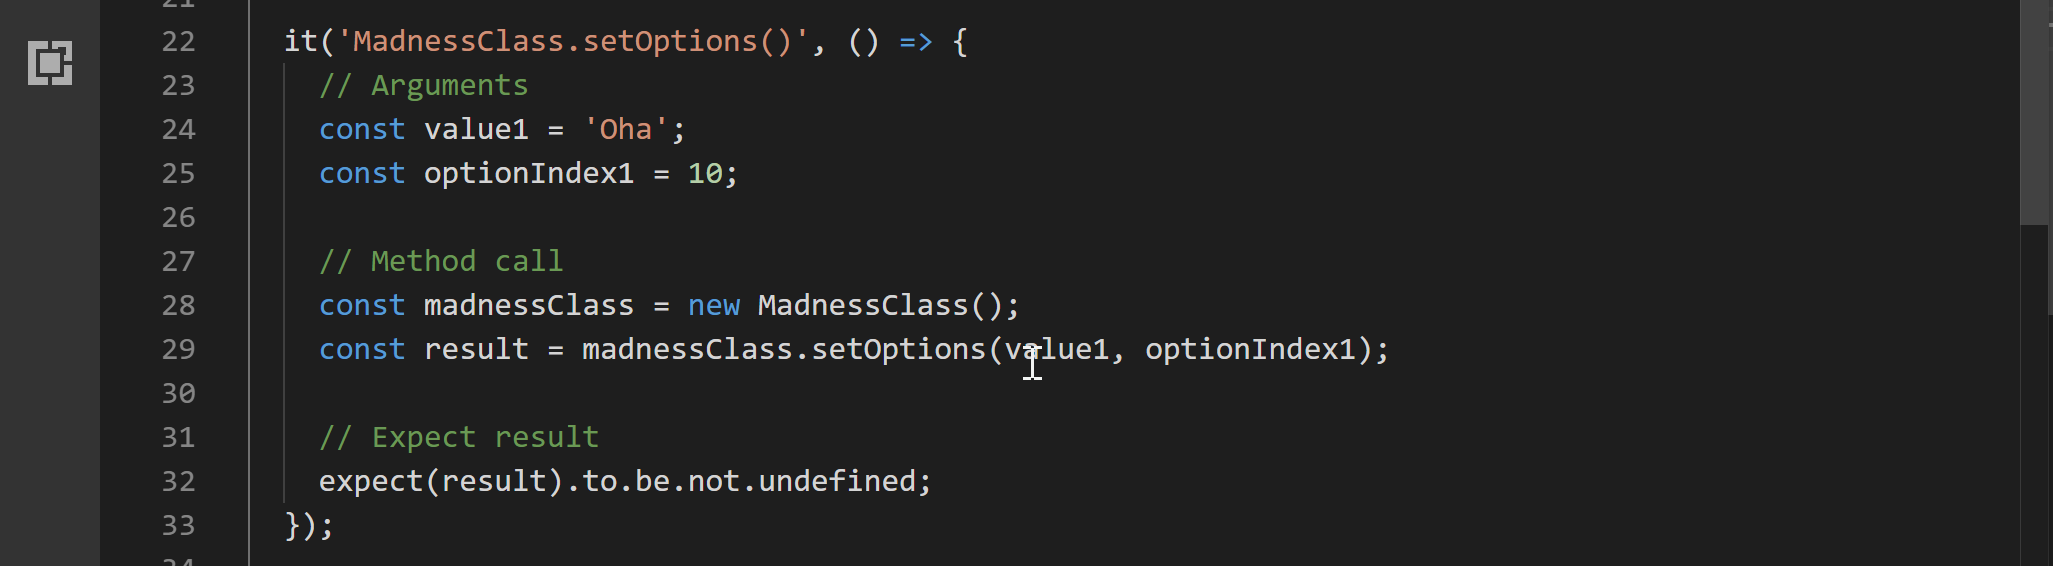 21
22 it('MadnessClass.setOptions()', () => {
23 // Arguments
24 const value1 = 'Oha';
25 const optionIndex1 = 10;
26
27 // Method call
28 const madnessClass = new MadnessClass();
29 const result = madnessClass.setOptions(value1, optionIndex1);
30
31 // Expect result
32 expect(result).to.be.not.undefined;
33 });
34